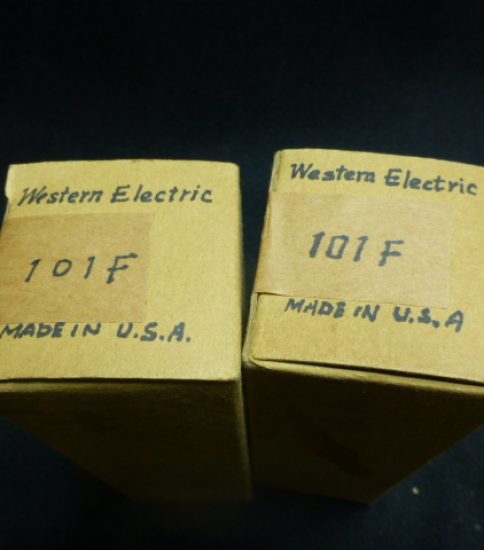 Western Electric
101F
MADE IN U.S.A.
Western Electric
101F
MADE IN U.S.A